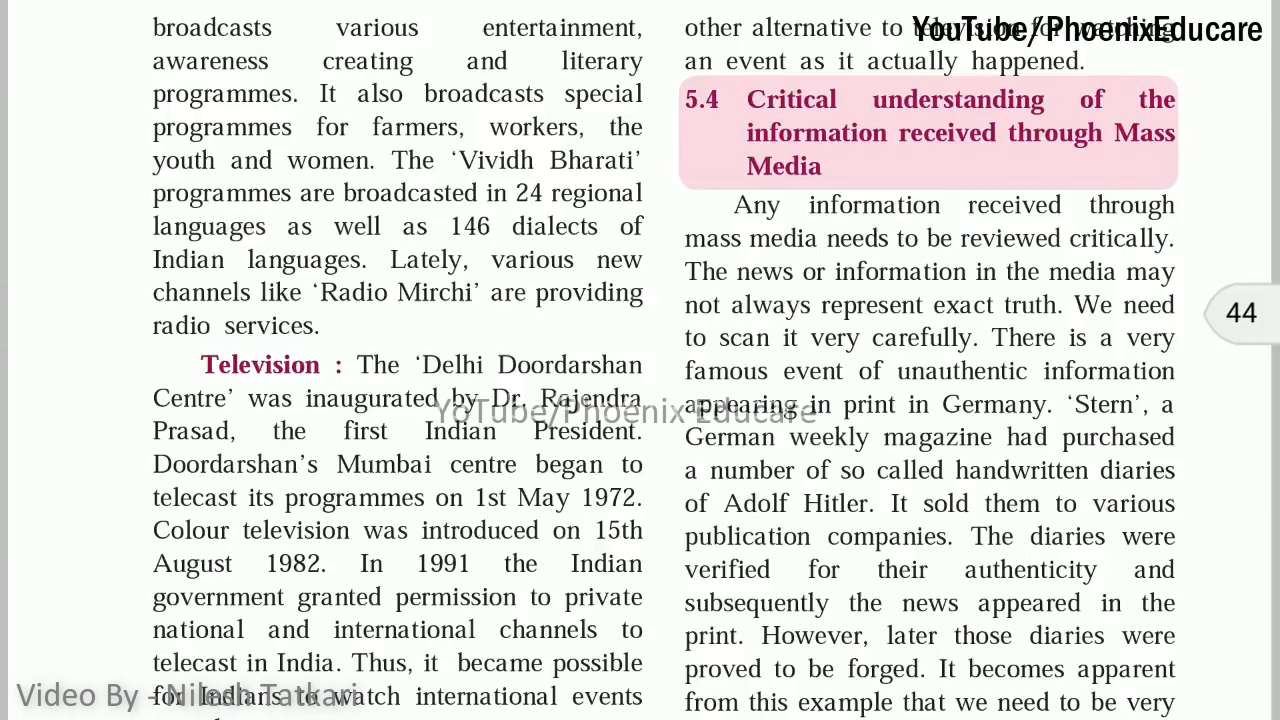 broadcasts various entertainment,
awareness creating and literary
programmes. It also broadcasts special
programmes for farmers, workers, the
youth and women. The ‘Vividh Bharati’
programmes are broadcasted in 24 regional
languages as well as 146 dialects of
Indian languages. Lately, various new
channels like ‘Radio Mirchi’ are providing
radio services.
Television : The ‘Delhi Doordarshan
Centre’ was inaugurated by Dr. Rajendra
Prasad, the first Indian President.
Doordarshan’s Mumbai centre began to
telecast its programmes on 1st May 1972.
Colour television was introduced on 15th
August 1982. In 1991 the Indian
government granted permission to private
national and international channels to
telecast in India. Thus, it became possible
for Indians to watch international events
other alternative to television for watching
an event as it actually happened.
5.4 Critical understanding of the
information received through Mass
Media
Any information received through
mass media needs to be reviewed critically.
The news or information in the media may
not always represent exact truth. We need
to scan it very carefully. There is a very
famous event of unauthentic information
appearing in print in Germany. ‘Stern’, a
German weekly magazine had purchased
a number of so called handwritten diaries
of Adolf Hitler. It sold them to various
publication companies. The diaries were
verified for their authenticity and
subsequently the news appeared in the
print. However, later those diaries were
proved to be forged. It becomes apparent
from this example that we need to be very
44
YouTube/PhoenixEducare
YoTube/Phoenix Educare
Video By - Nilesh Tatkari